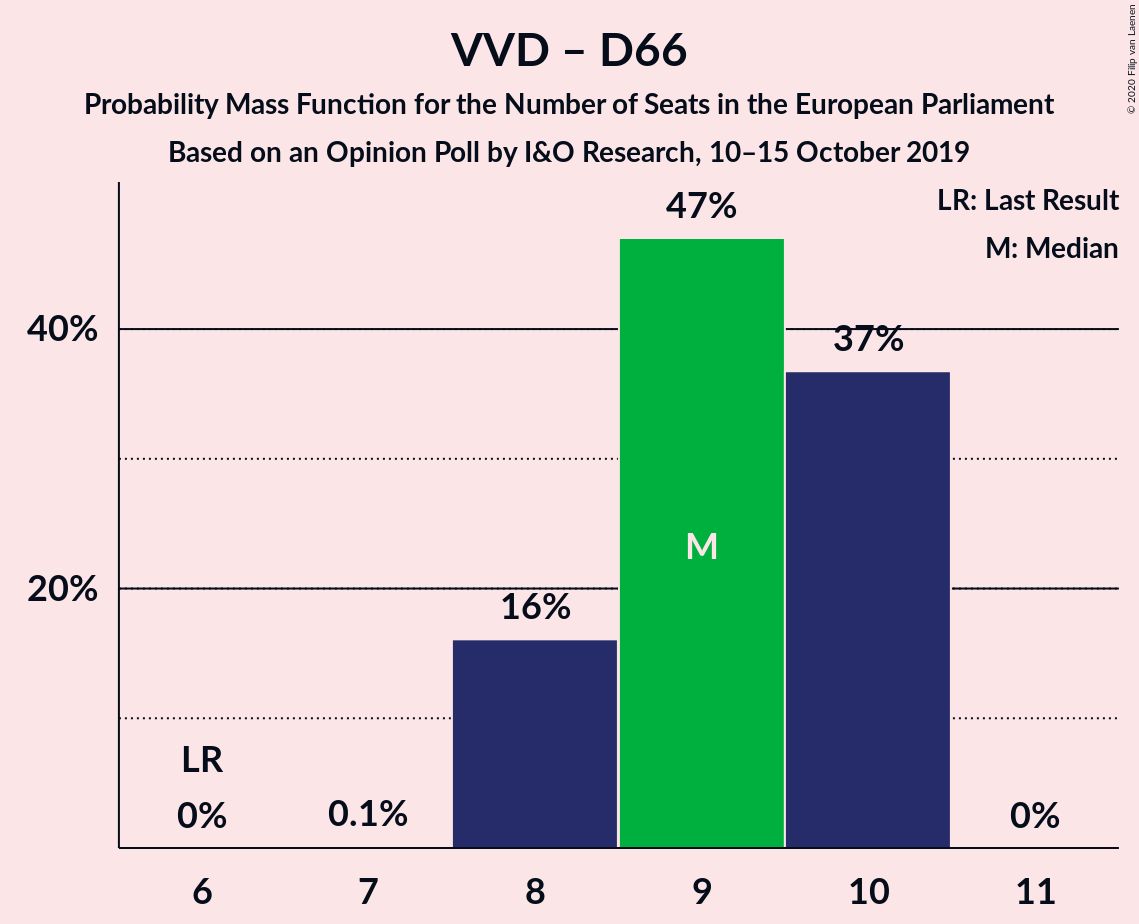 VVD – D66
Probability Mass Function for the Number of Seats in the European Parliament
Based on an Opinion Poll by I&O Research, 10–15 October 2019
© 2020 Filip van Laenen
LR: Last Result
M: Median
47%
40%
37%
M
20%
16%
LR
0%
0.1%
0%
6 7 8 9 10 11